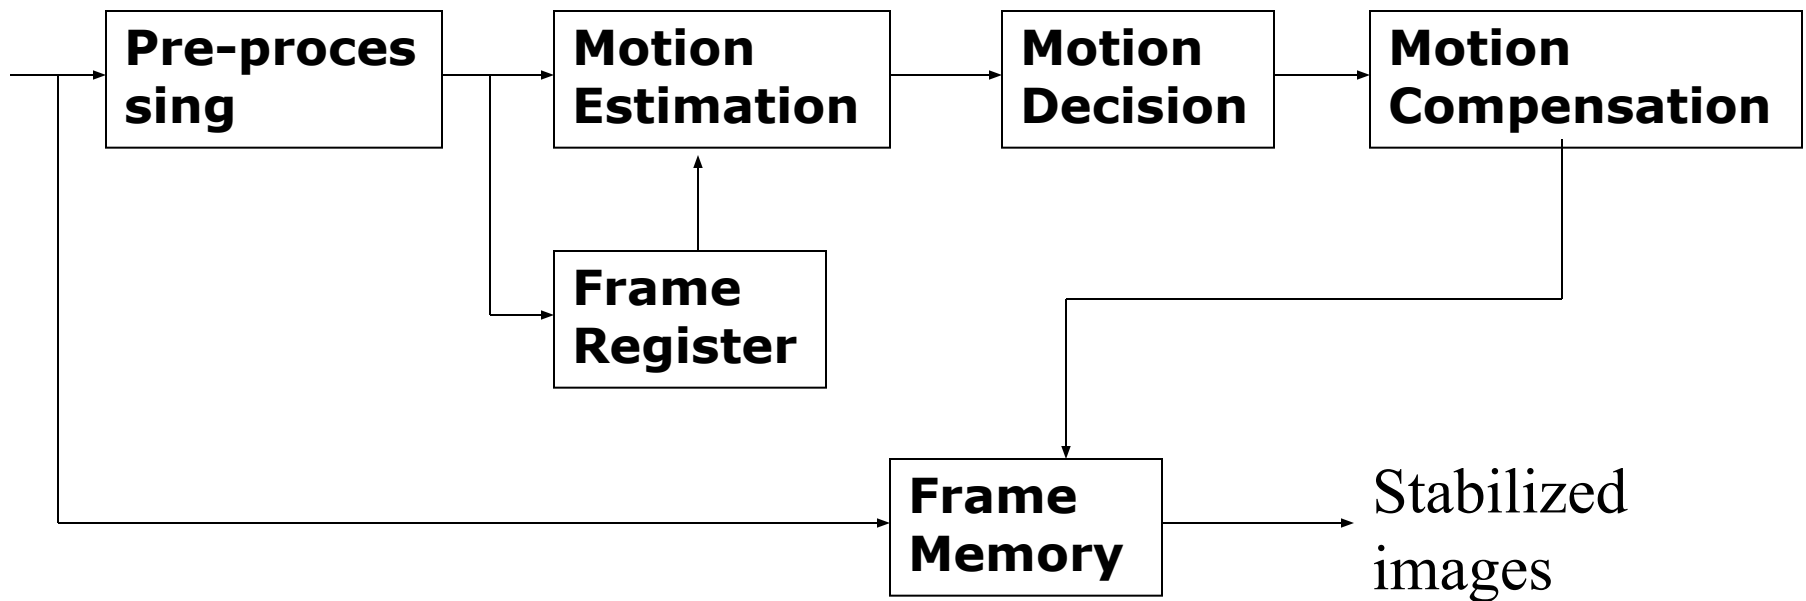 Pre-proces
sing
Motion
Estimation
Motion
Decision
Motion
Compensation
Frame
Register
Frame
Memory
Stabilized
images